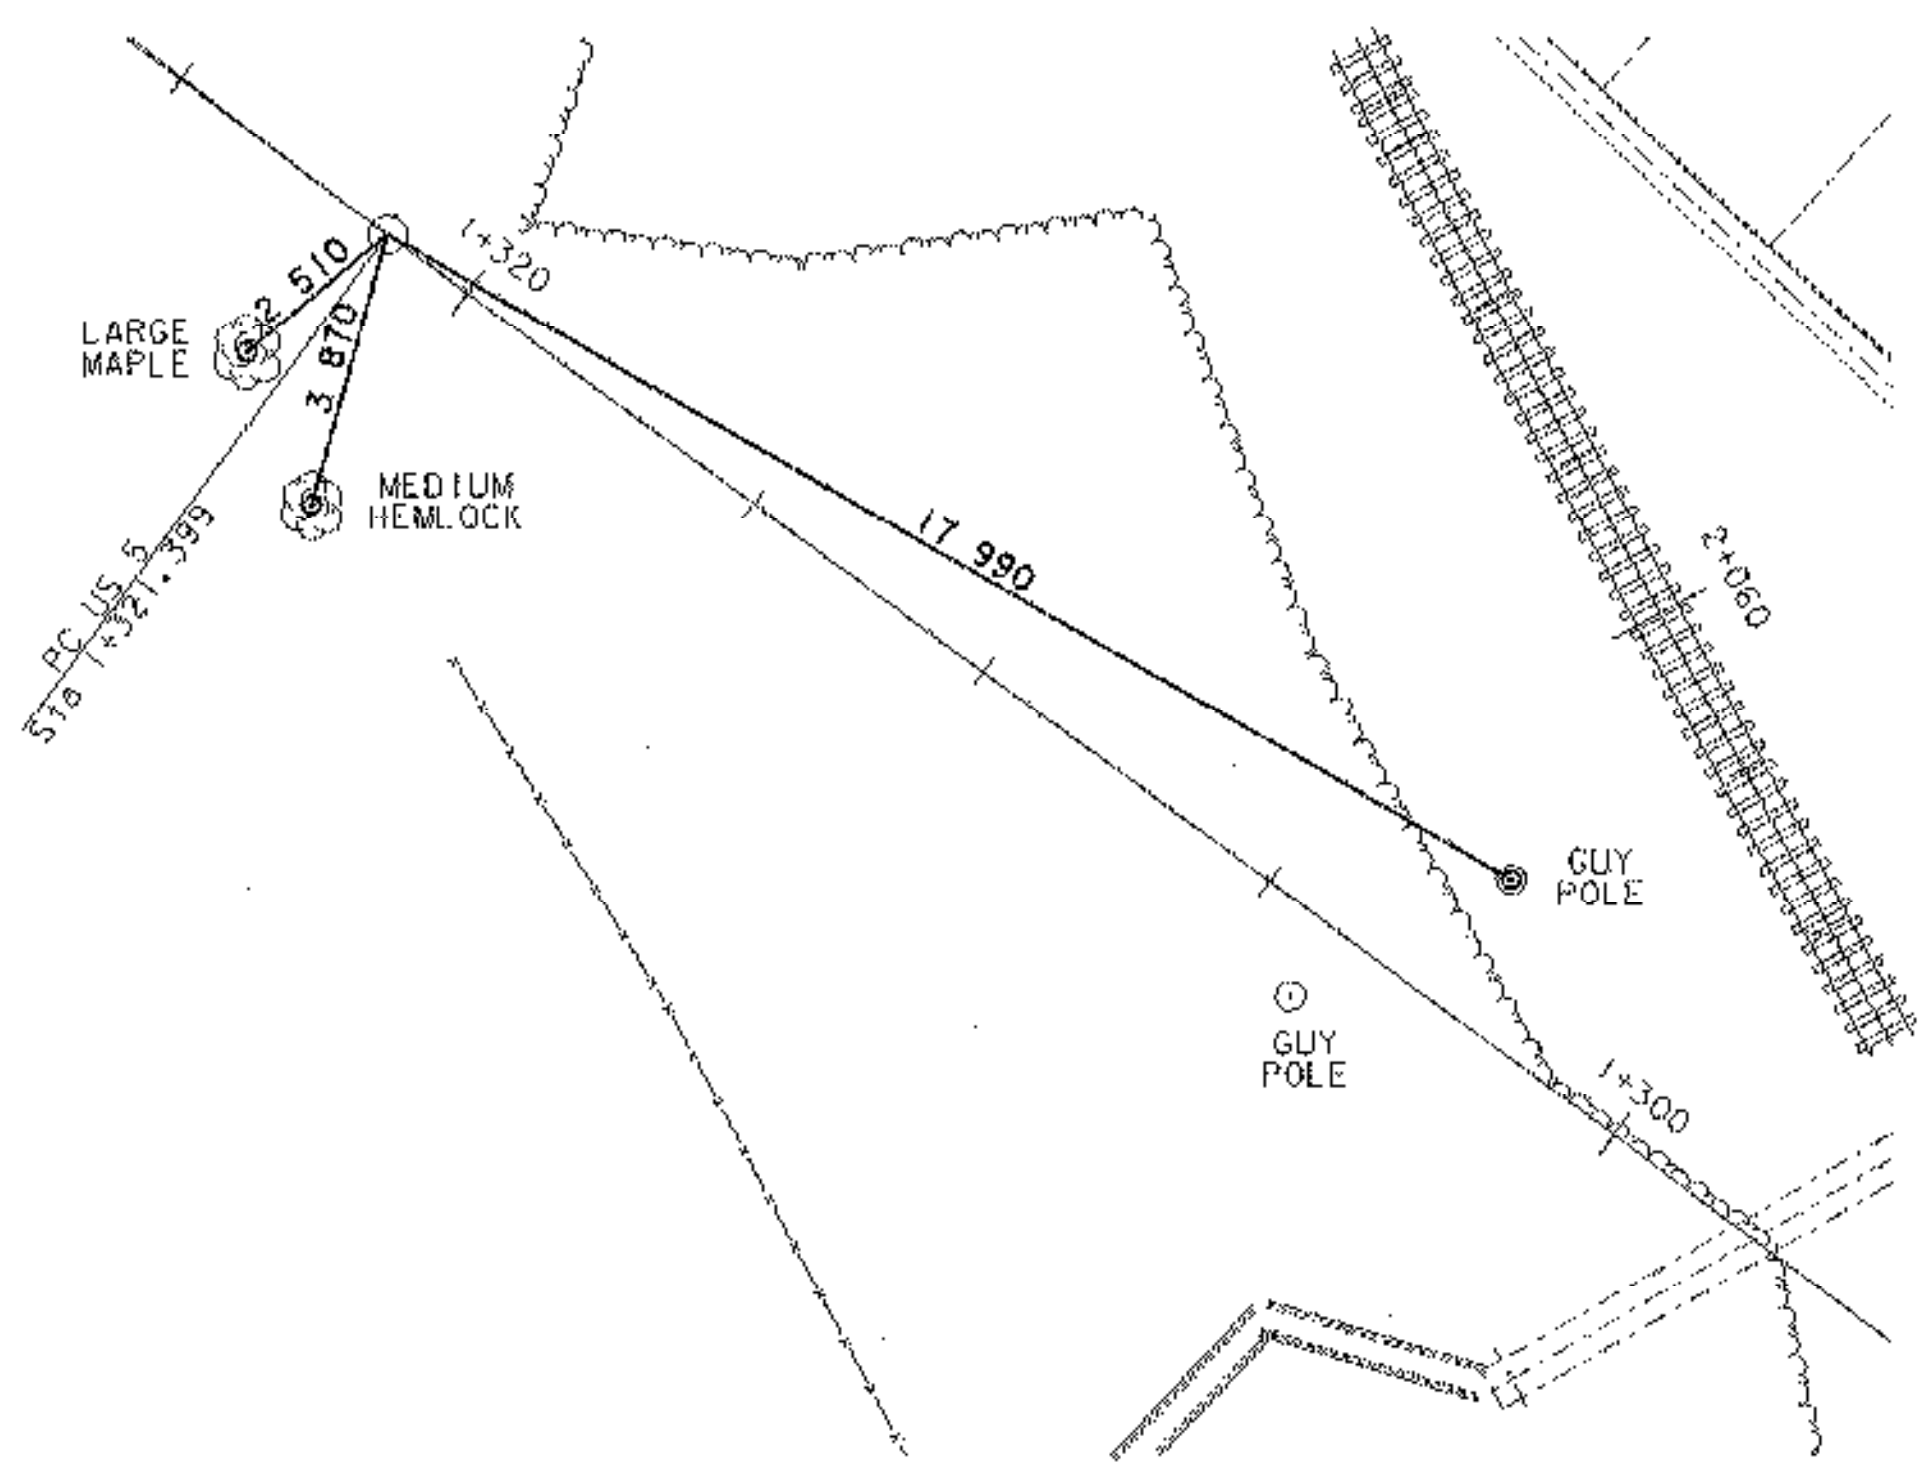 1+320
2 510
LARGE
MAPLE
3 870
MEDIUM
HEMLOCK
17 990
2+060
PC US 5
Sta 1+321.399
GUY
POLE
GUY
POLE
1+300